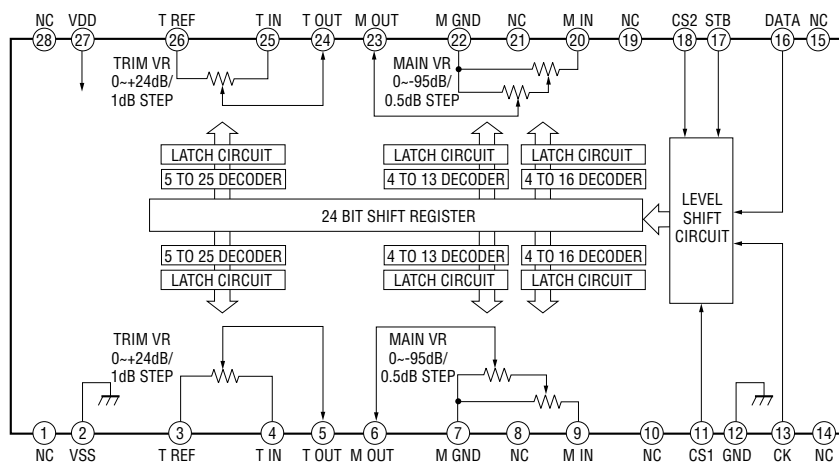 NC VDD T REF T IN T OUT M OUT M GND NC M IN NC CS2 STB DATA NC
28 27 26 25 24 23 22 21 20 19 18 17 16 15
TRIM VR
0~+24dB/
1dB STEP
MAIN VR
0~-95dB/
0.5dB STEP
LATCH CIRCUIT LATCH CIRCUIT LATCH CIRCUIT
5 TO 25 DECODER 4 TO 13 DECODER 4 TO 16 DECODER
24 BIT SHIFT REGISTER
LEVEL
SHIFT
CIRCUIT
5 TO 25 DECODER 4 TO 13 DECODER 4 TO 16 DECODER
LATCH CIRCUIT LATCH CIRCUIT LATCH CIRCUIT
TRIM VR
0~+24dB/
1dB STEP
MAIN VR
0~-95dB/
0.5dB STEP
1 2 3 4 5 6 7 8 9 10 11 12 13 14
NC VSS T REF T IN T OUT M OUT M GND NC M IN NC CS1 GND CK NC